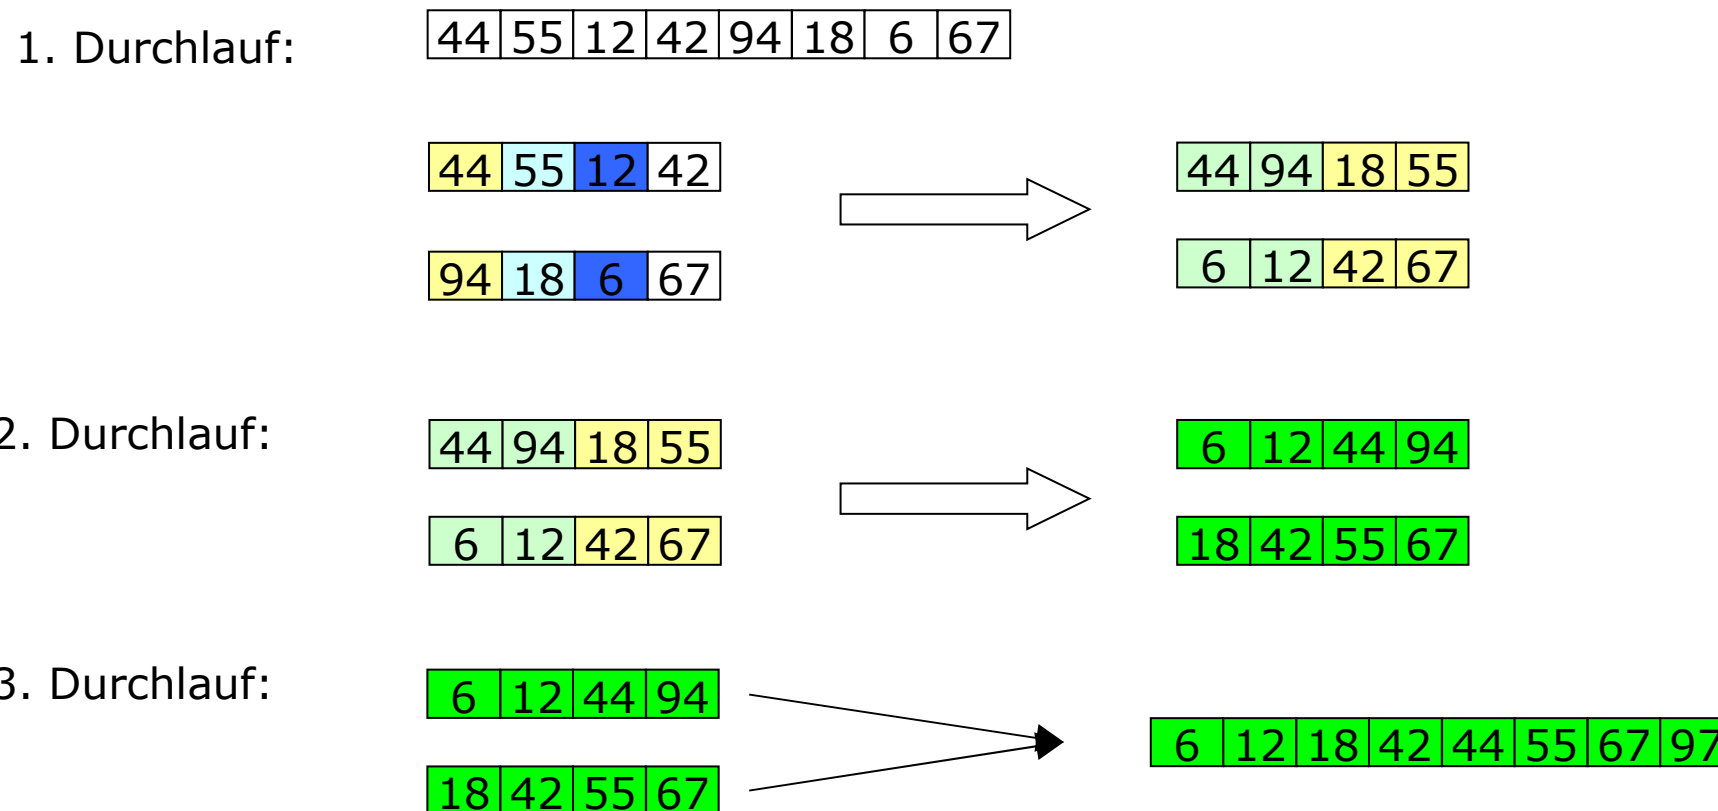 1. Durchlauf: 44 55 12 42 94 18 6 67
44 55 12 42 44 94 18 55
94 18 6 67 6 12 42 67
2. Durchlauf: 44 94 18 55 6 12 44 94
6 12 42 67 18 42 55 67
3. Durchlauf: 6 12 44 94
6 12 18 42 44 55 67 97
18 42 55 67